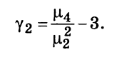 γ₂ = μ₄/μ₂² − 3.